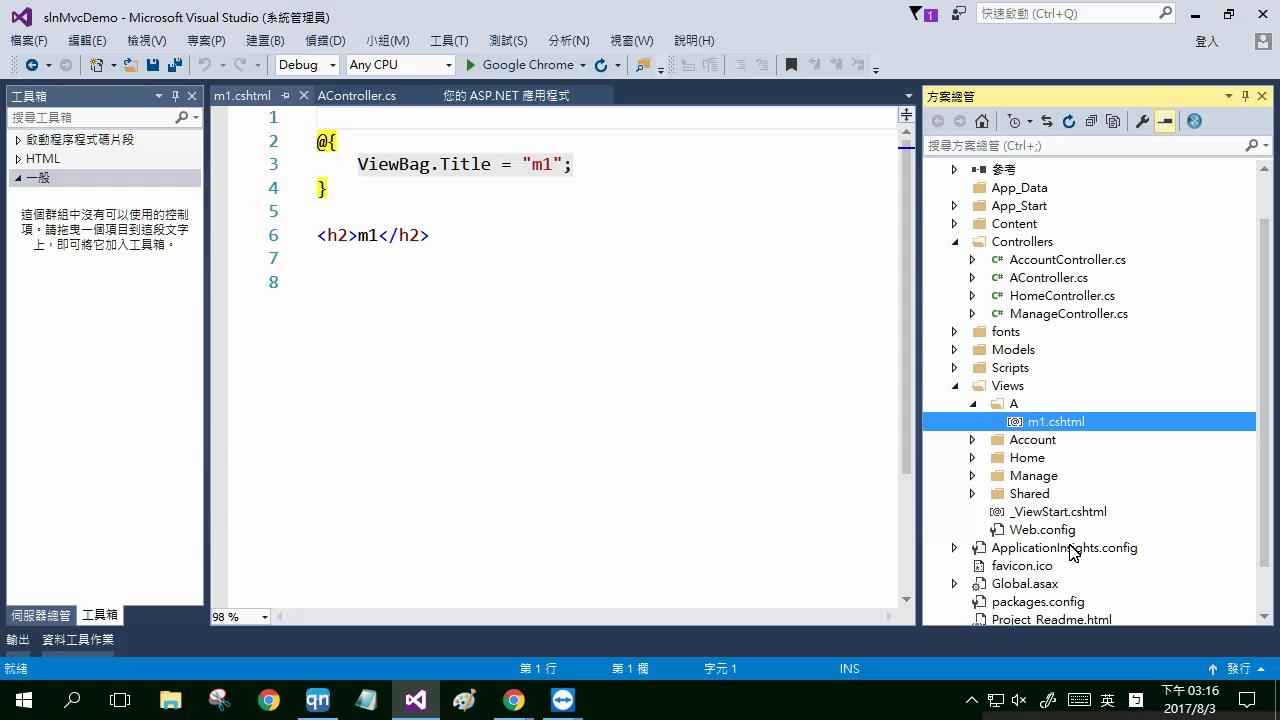 slnMvcDemo - Microsoft Visual Studio (系統管理員)
1
快速啟動 (Ctrl+Q)
檔案(F) 編輯(E) 檢視(V) 專案(P) 建置(B) 偵錯(D) 小組(M) 工具(T) 測試(S) 分析(N) 視窗(W) 說明(H)
登入
Debug
Any CPU
Google Chrome
工具箱
搜尋工具箱
啟動程序程式碼片段
HTML
一般
這個群組中沒有可以使用的控制
項。請拖曳一個項目到這段文字
上，即可將它加入工具箱。
伺服器總管 工具箱
m1.cshtml
AController.cs
您的 ASP.NET 應用程式
1
2 @{
3 ViewBag.Title = "m1";
4 }
5
6 <h2>m1</h2>
7
8
98 %
方案總管
搜尋方案總管 (Ctrl+;)
參考
App_Data
App_Start
Content
Controllers
C# AccountController.cs
C# AController.cs
C# HomeController.cs
C# ManageController.cs
fonts
Models
Scripts
Views
A
[@] m1.cshtml
Account
Home
Manage
Shared
[@] _ViewStart.cshtml
Web.config
ApplicationInsights.config
favicon.ico
Global.asax
packages.config
Project_Readme.html
輸出 資料工具作業
就緒
第 1 行
第 1 欄
字元 1
INS
發行
qn
英
下午 03:16
2017/8/3